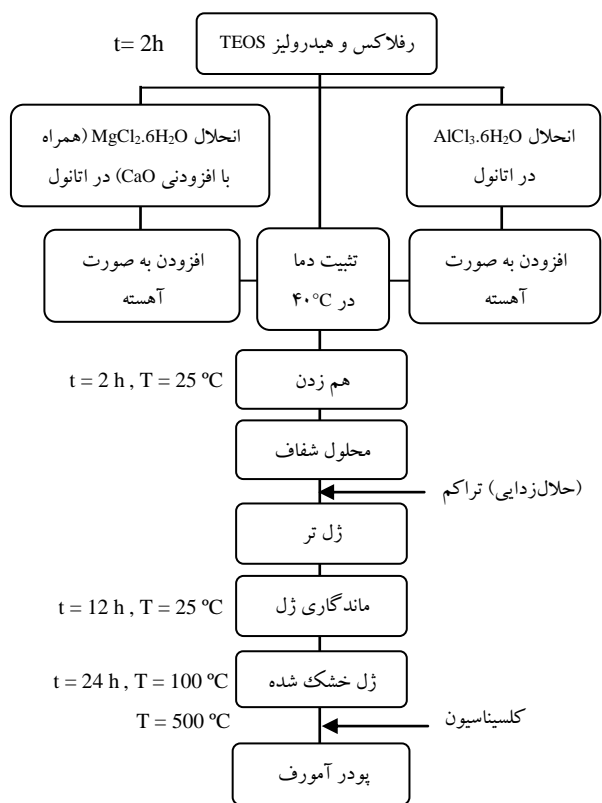 t= 2h
رفلاکس و هیدرولیز TEOS
انحلال AlCl₃.6H₂O
در اتانول
انحلال MgCl₂.6H₂O (همراه
با افزودنی CaO) در اتانول
افزودن به صورت
آهسته
تثبیت دما
در ۴۰°C
افزودن به صورت
آهسته
هم زدن
t = 2 h , T = 25 ºC
محلول شفاف
(حلال‌زدایی) تراکم
ژل تر
ماندگاری ژل
t = 12 h , T = 25 ºC
ژل خشک شده
t = 24 h , T = 100 ºC
کلسیناسیون
T = 500 ºC
پودر آمورف